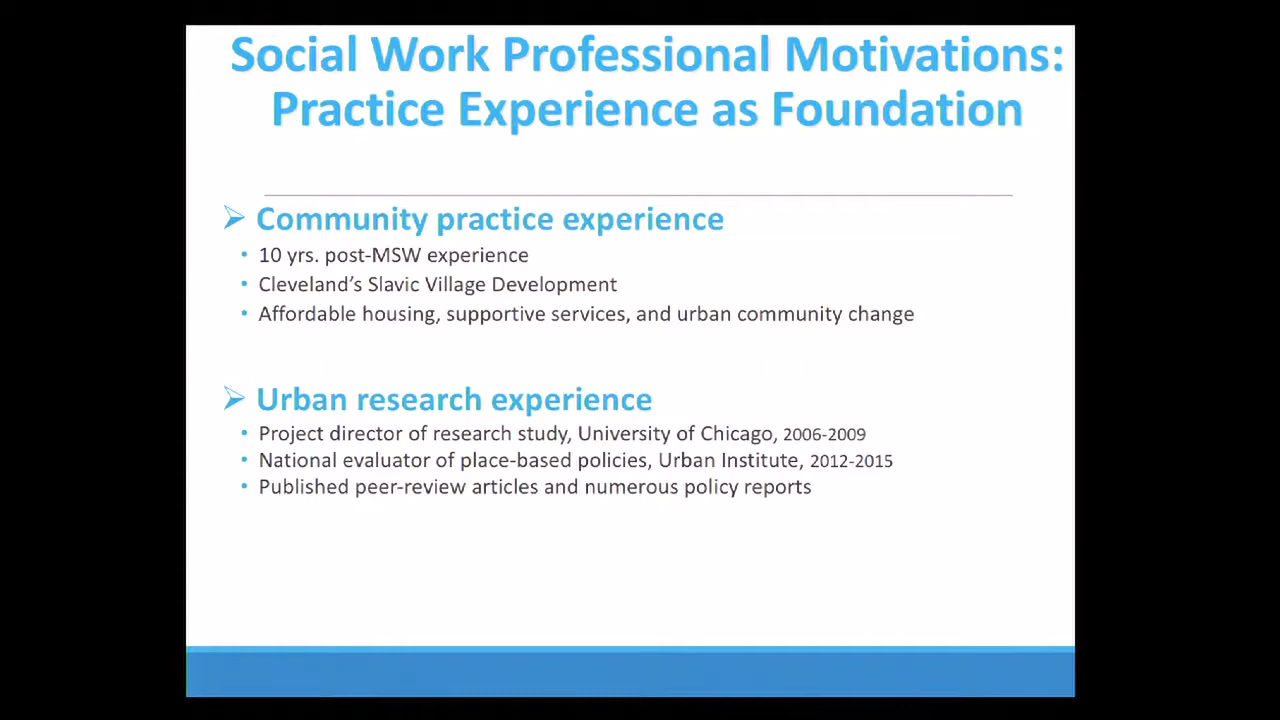 Social Work Professional Motivations:
Practice Experience as Foundation
Community practice experience
10 yrs. post-MSW experience
Cleveland’s Slavic Village Development
Affordable housing, supportive services, and urban community change
Urban research experience
Project director of research study, University of Chicago, 2006-2009
National evaluator of place-based policies, Urban Institute, 2012-2015
Published peer-review articles and numerous policy reports